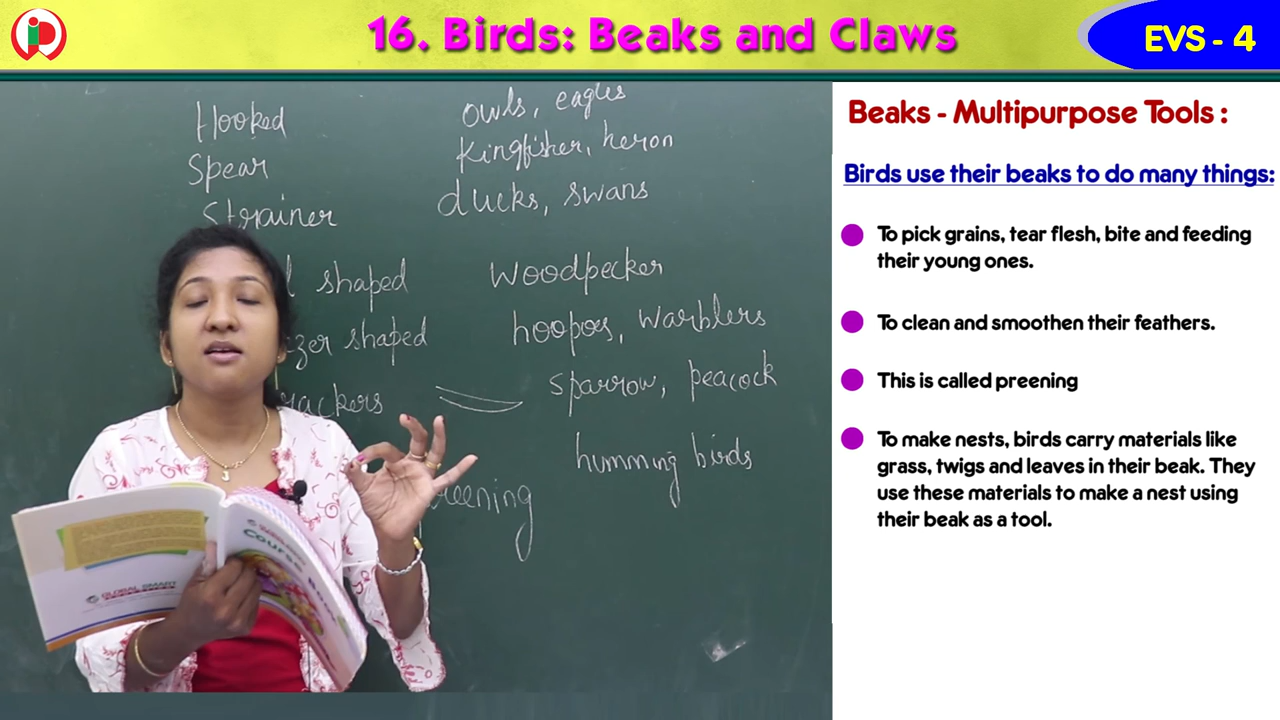 16. Birds: Beaks and Claws
EVS - 4
Hooked owls, eagles
Spear Kingfisher, heron
Strainer ducks, swans
shaped Woodpecker
shaped hoopoes, warblers
sparrow, peacock
humming birds
GLOBAL SMART
Course
Beaks - Multipurpose Tools :
Birds use their beaks to do many things:
To pick grains, tear flesh, bite and feeding
their young ones.
To clean and smoothen their feathers.
This is called preening
To make nests, birds carry materials like
grass, twigs and leaves in their beak. They
use these materials to make a nest using
their beak as a tool.